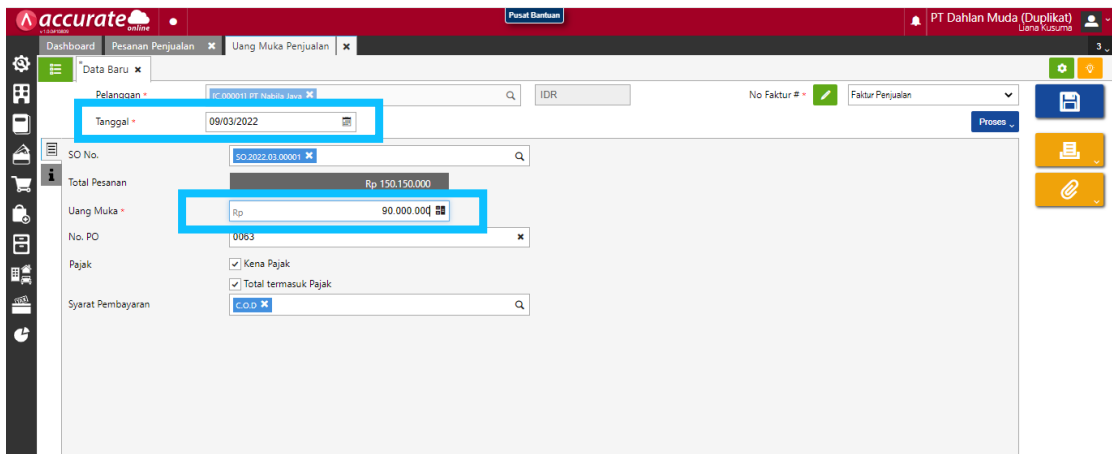 accurate online
Pusat Bantuan
PT Dahlan Muda (Duplikat)
Liana Kusuma
Dashboard Pesanan Penjualan Uang Muka Penjualan 3
Data Baru
Pelanggan * [C.00001] PT Nabila Jaya IDR No Faktur # * Faktur Penjualan
Tanggal * 09/03/2022 Proses
SO No. SO.2022.03.00001
Total Pesanan Rp 150.150.000
Uang Muka * Rp 90.000.000
No. PO 0063
Pajak Kena Pajak
Total termasuk Pajak
Syarat Pembayaran C.O.D